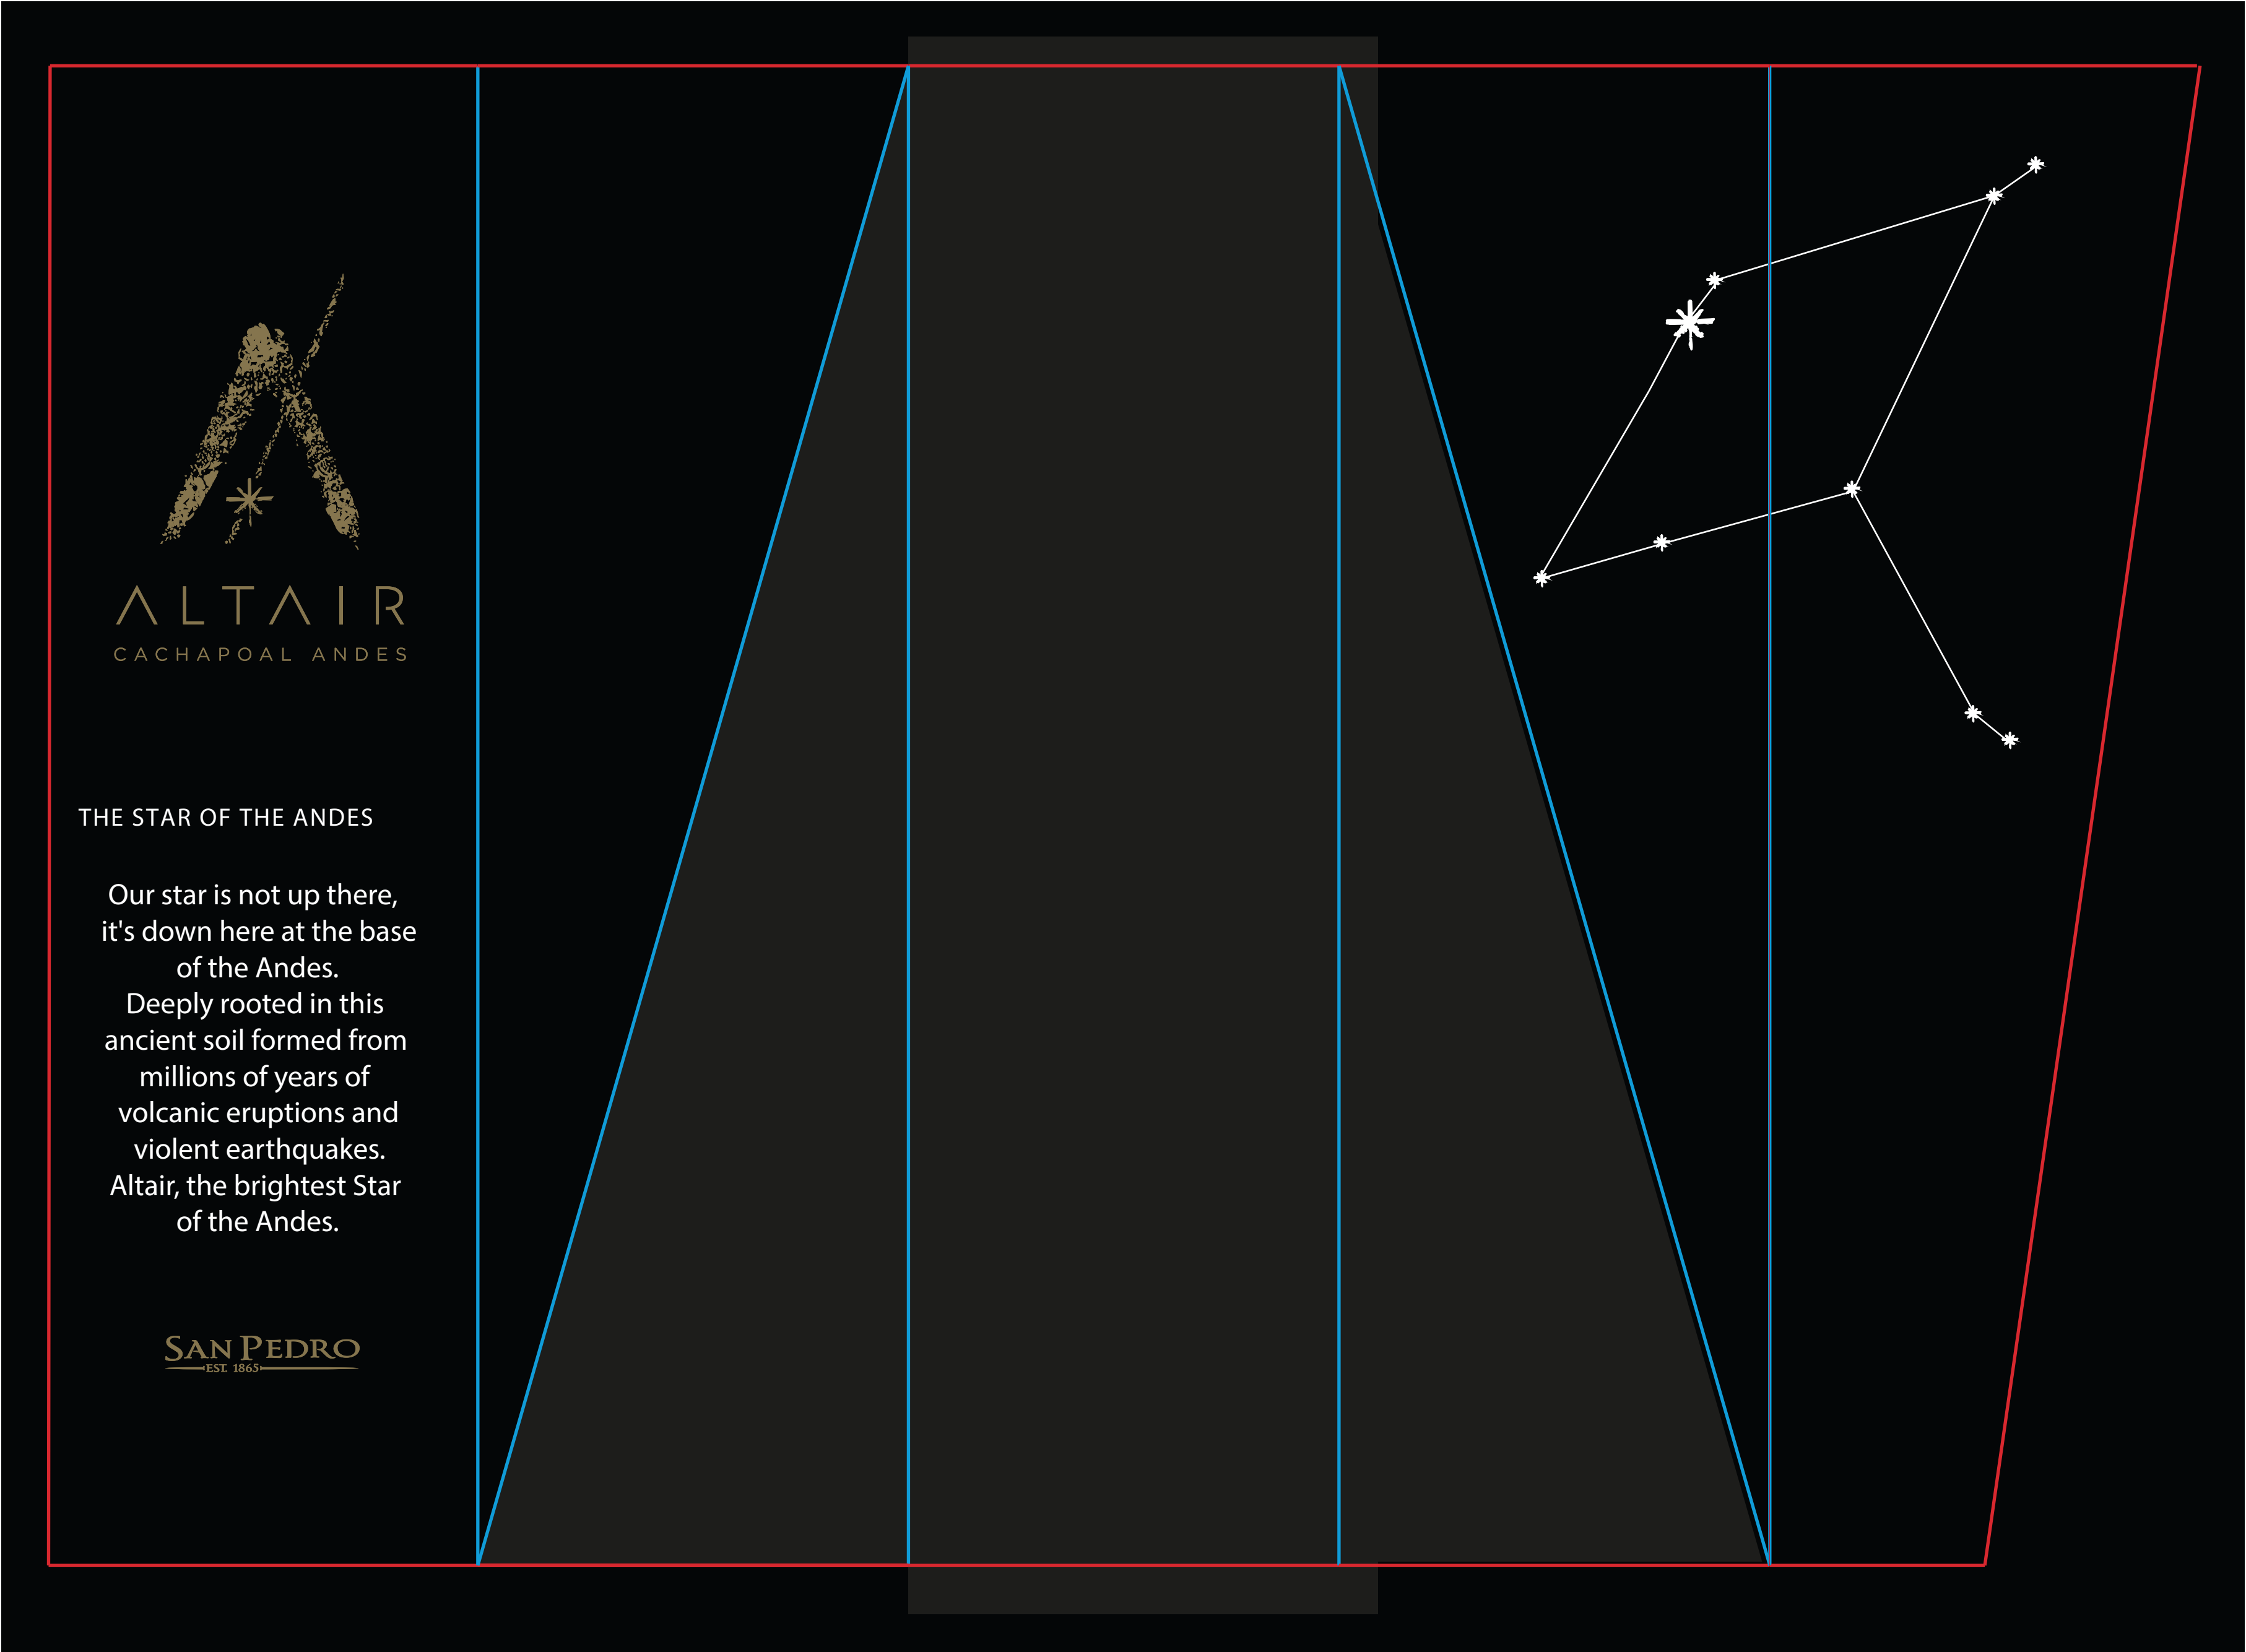 ALTAIR
CACHAPOAL ANDES
THE STAR OF THE ANDES
Our star is not up there,
it's down here at the base
of the Andes.
Deeply rooted in this
ancient soil formed from
millions of years of
volcanic eruptions and
violent earthquakes.
Altair, the brightest Star
of the Andes.
SAN PEDRO
EST. 1865